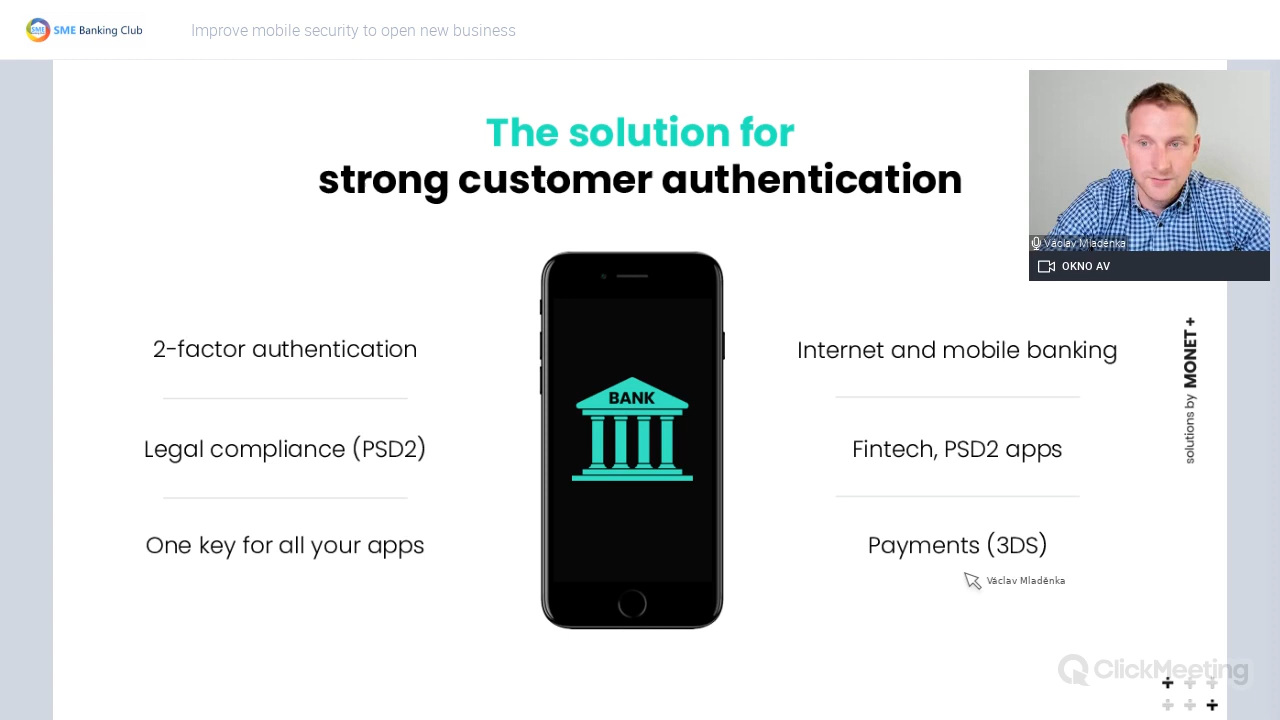 SME
SME Banking Club
Improve mobile security to open new business
The solution for
strong customer authentication
Václav Mladěnka
OKNO AV
2-factor authentication
Legal compliance (PSD2)
One key for all your apps
BANK
Internet and mobile banking
Fintech, PSD2 apps
Payments (3DS)
Václav Mladěnka
solutions by MONET+
ClickMeeting